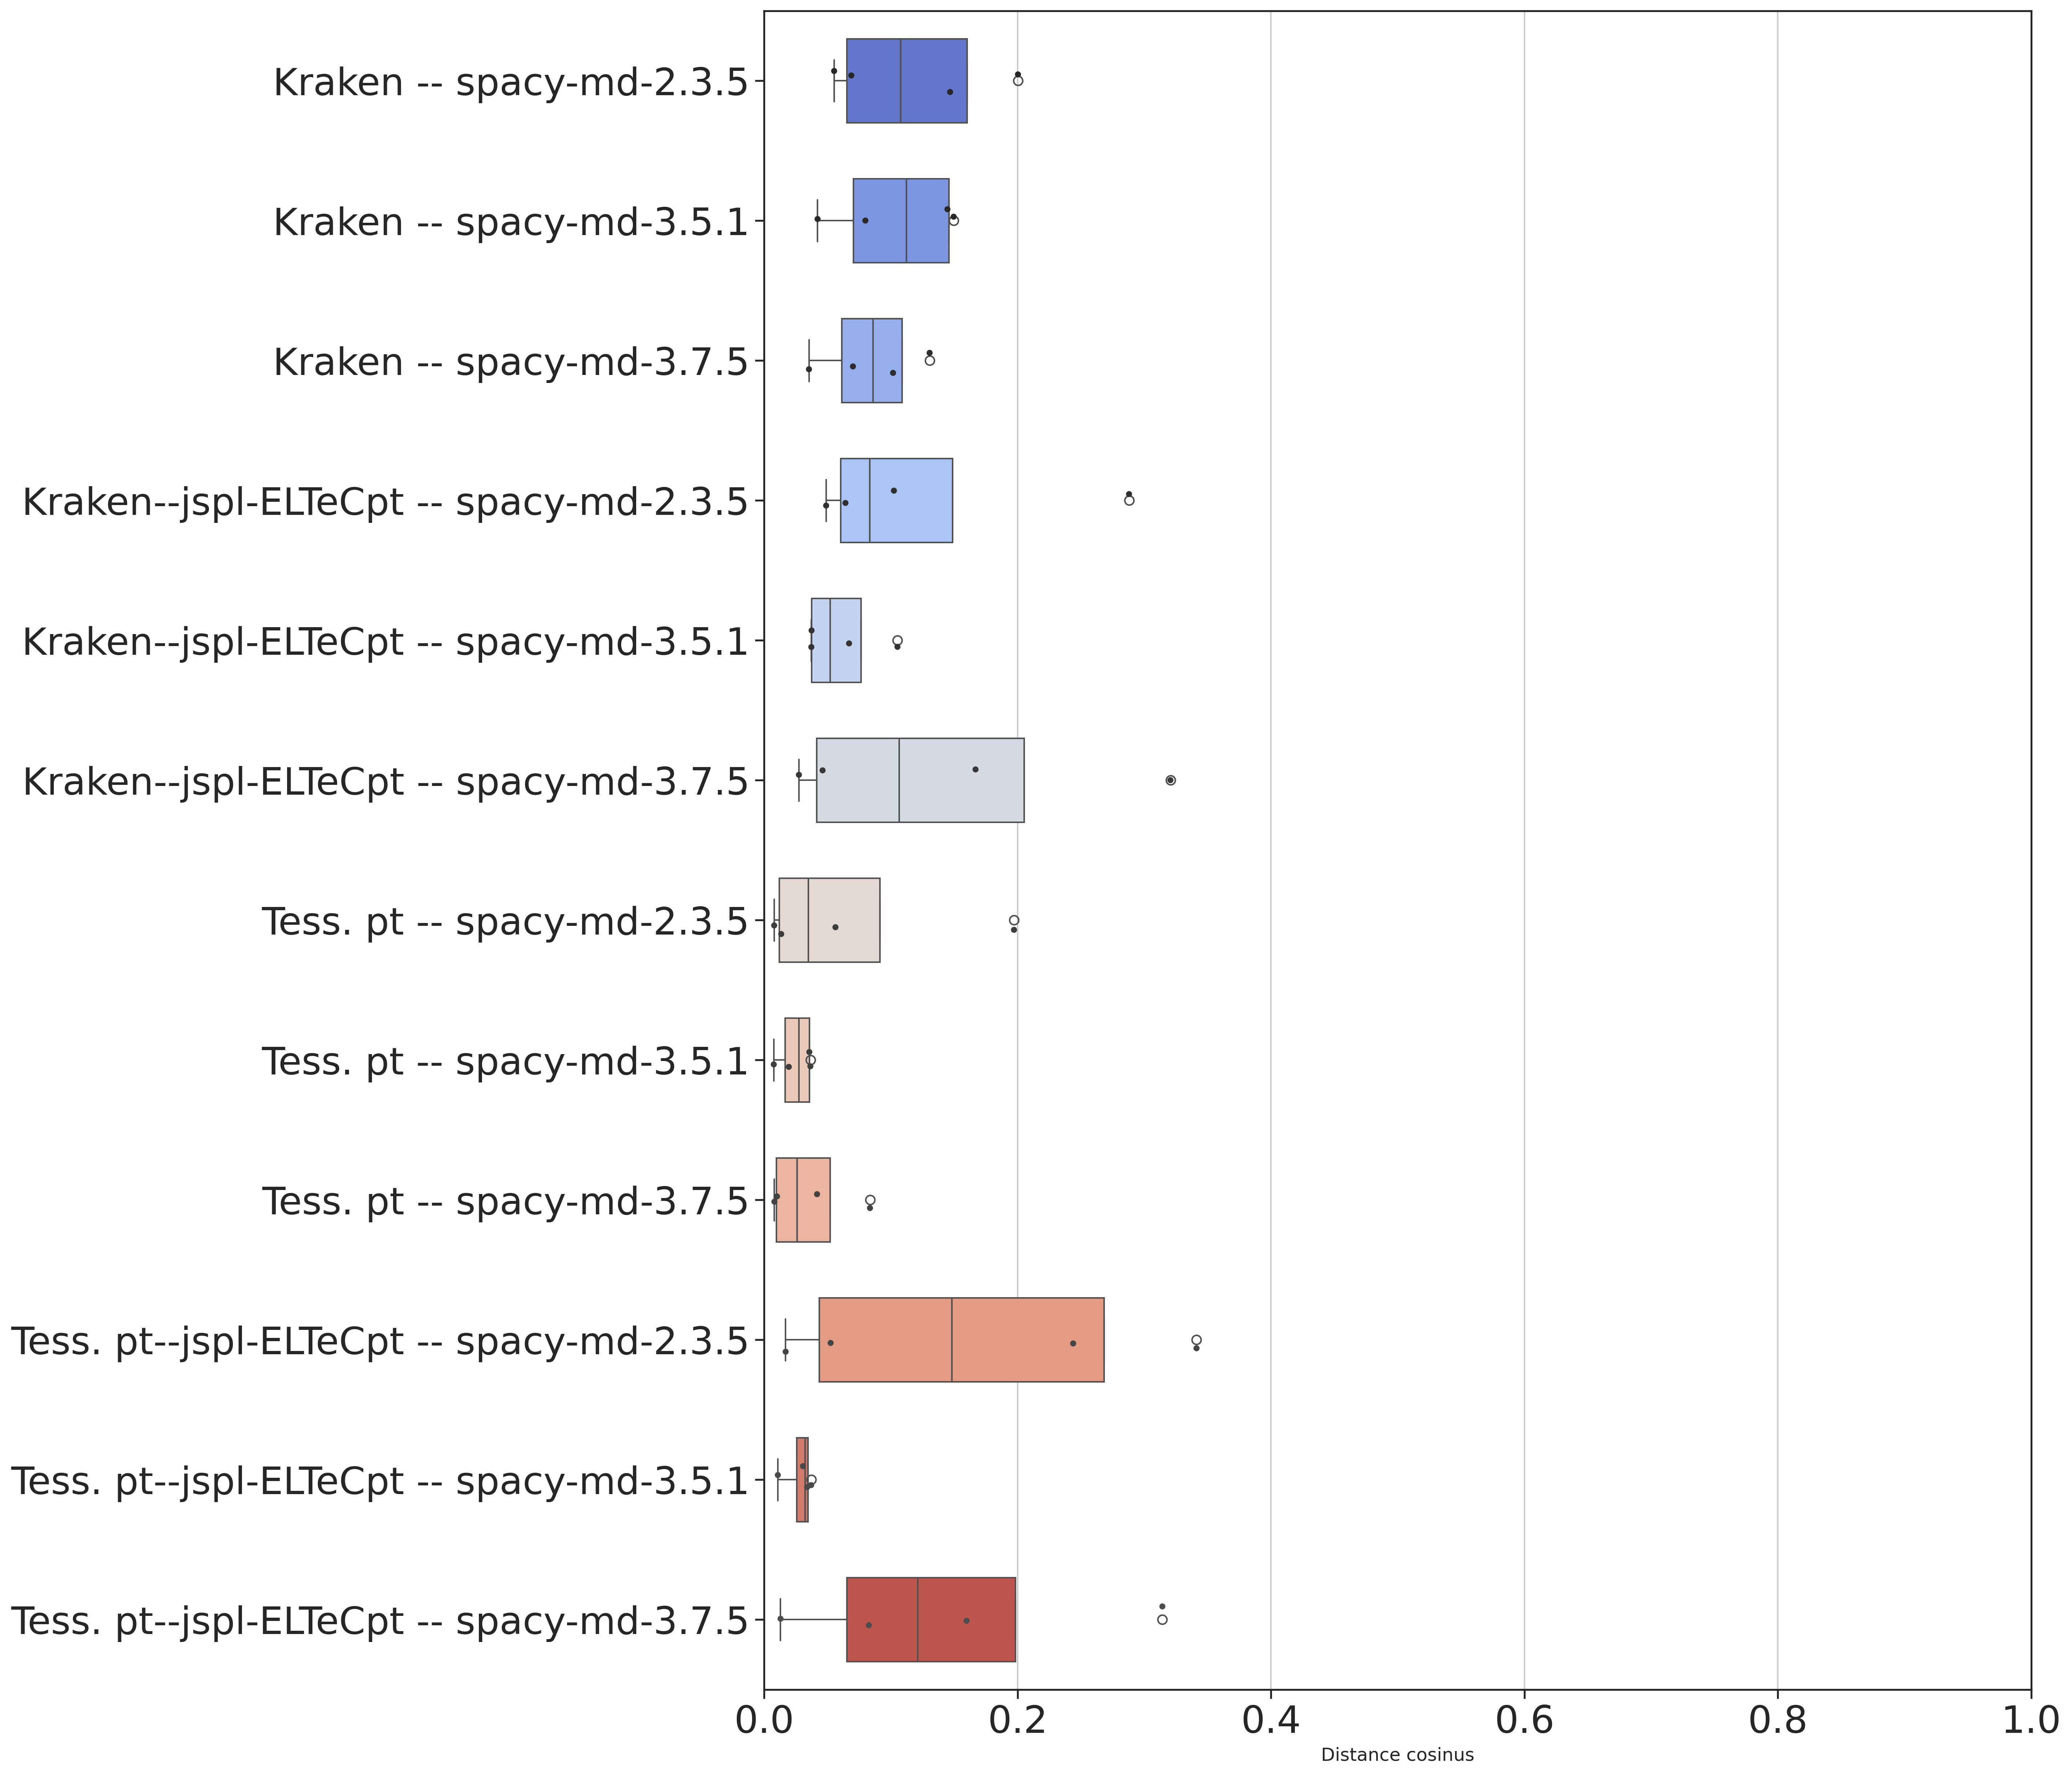 Kraken -- spacy-md-2.3.5
Kraken -- spacy-md-3.5.1
Kraken -- spacy-md-3.7.5
Kraken--jspl-ELTeCpt -- spacy-md-2.3.5
Kraken--jspl-ELTeCpt -- spacy-md-3.5.1
Kraken--jspl-ELTeCpt -- spacy-md-3.7.5
Tess. pt -- spacy-md-2.3.5
Tess. pt -- spacy-md-3.5.1
Tess. pt -- spacy-md-3.7.5
Tess. pt--jspl-ELTeCpt -- spacy-md-2.3.5
Tess. pt--jspl-ELTeCpt -- spacy-md-3.5.1
Tess. pt--jspl-ELTeCpt -- spacy-md-3.7.5
0.0 0.2 0.4 0.6 0.8 1.0
Distance cosinus